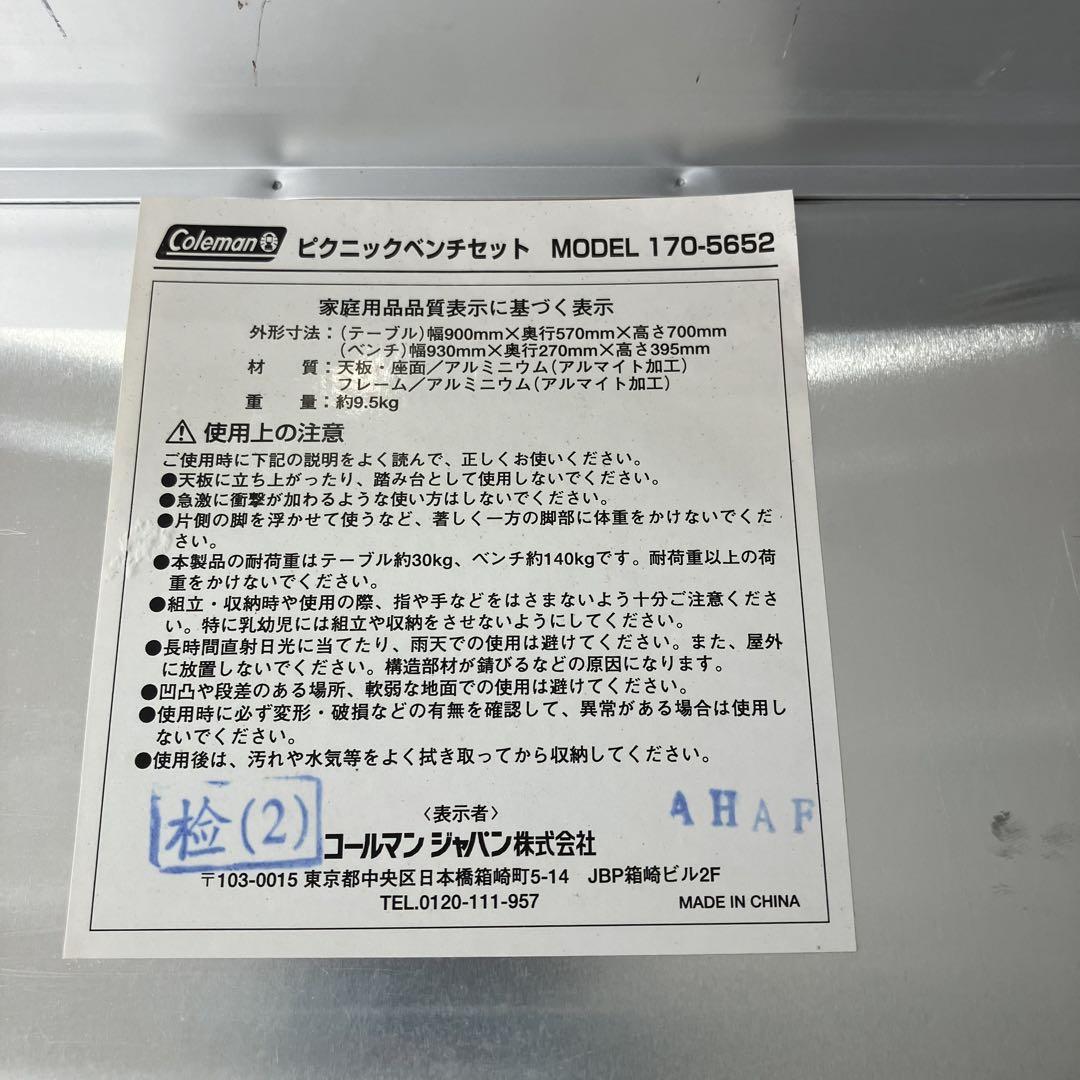 Coleman ピクニックベンチセット MODEL 170-5652
家庭用品品質表示に基づく表示
外形寸法：(テーブル)幅900mm×奥行570mm×高さ700mm
(ベンチ)幅930mm×奥行270mm×高さ395mm
材 質：天板・座面／アルミニウム(アルマイト加工)
フレーム／アルミニウム(アルマイト加工)
重 量：約9.5kg
⚠ 使用上の注意
ご使用時に下記の説明をよく読んで、正しくお使いください。
●天板に立ち上がったり、踏み台として使用しないでください。
●急激に衝撃が加わるような使い方はしないでください。
●片側の脚を浮かせて使うなど、著しく一方の脚部に体重をかけないでくだ
さい。
●本製品の耐荷重はテーブル約30kg、ベンチ約140kgです。耐荷重以上の荷
重をかけないでください。
●組立・収納時や使用の際、指や手などをはさまないよう十分ご注意くださ
い。特に乳幼児には組立や収納をさせないようにしてください。
●長時間直射日光に当てたり、雨天での使用は避けてください。また、屋外
に放置しないでください。構造部材が錆びるなどの原因になります。
●凹凸や段差のある場所、軟弱な地面での使用は避けてください。
●使用時に必ず変形・破損などの有無を確認して、異常がある場合は使用し
ないでください。
●使用後は、汚れや水気等をよく拭き取ってから収納してください。
检(2)
〈表示者〉
AHAF
コールマン ジャパン株式会社
〒103-0015 東京都中央区日本橋箱崎町5-14 JBP箱崎ビル2F
TEL.0120-111-957
MADE IN CHINA